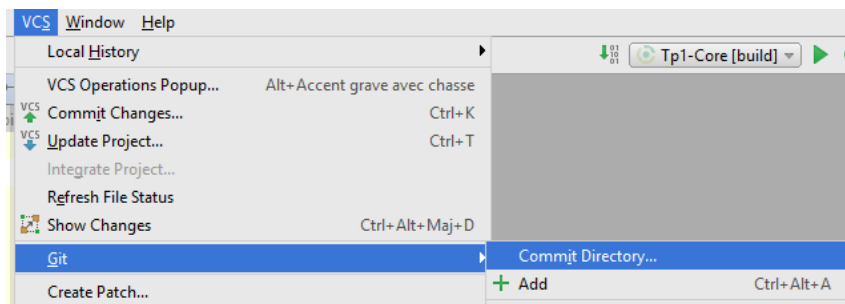 VCS Window Help
Local History
Tp1-Core [build]
VCS Operations Popup... Alt+Accent grave avec chasse
VCS Commit Changes... Ctrl+K
VCS Update Project... Ctrl+T
Integrate Project...
Refresh File Status
Show Changes Ctrl+Alt+Maj+D
Git
Commit Directory...
Add Ctrl+Alt+A
Create Patch...